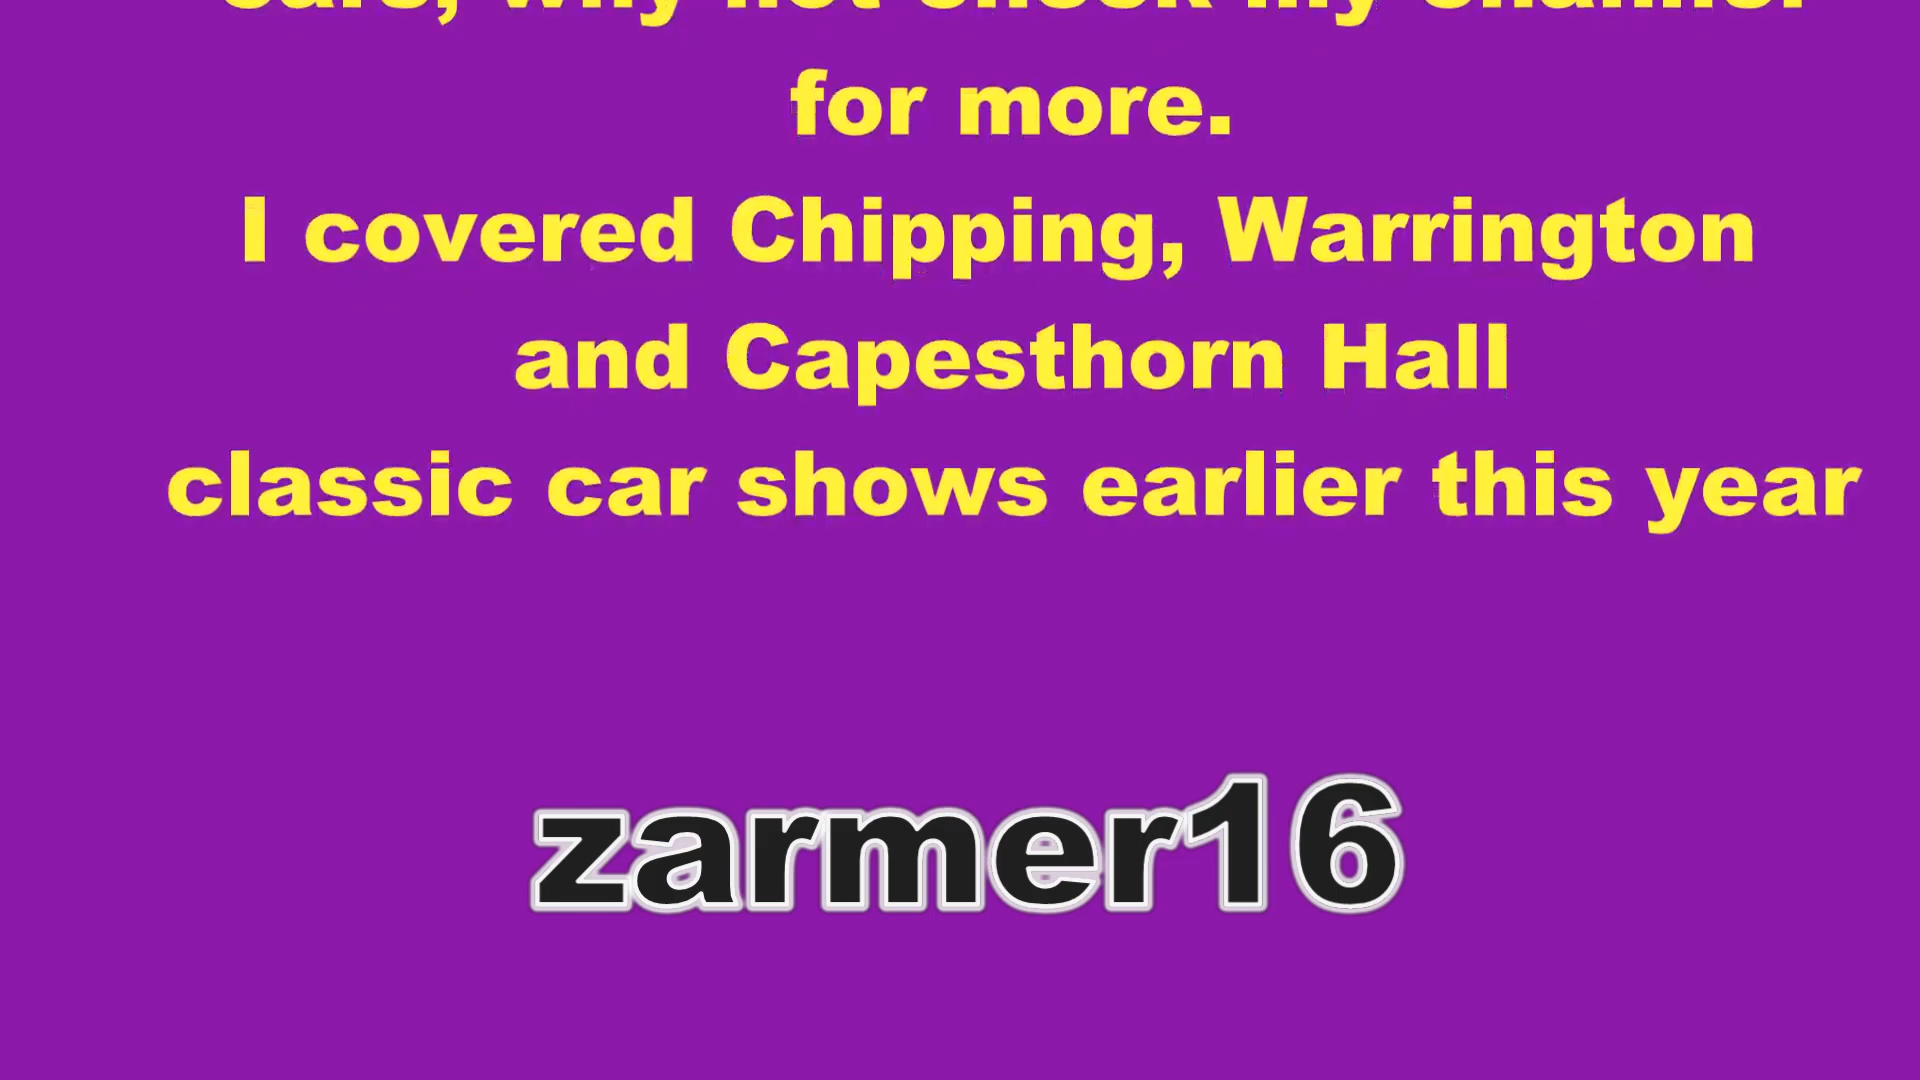 cars, why not check my channel
for more.
I covered Chipping, Warrington
and Capesthorn Hall
classic car shows earlier this year
zarmer16